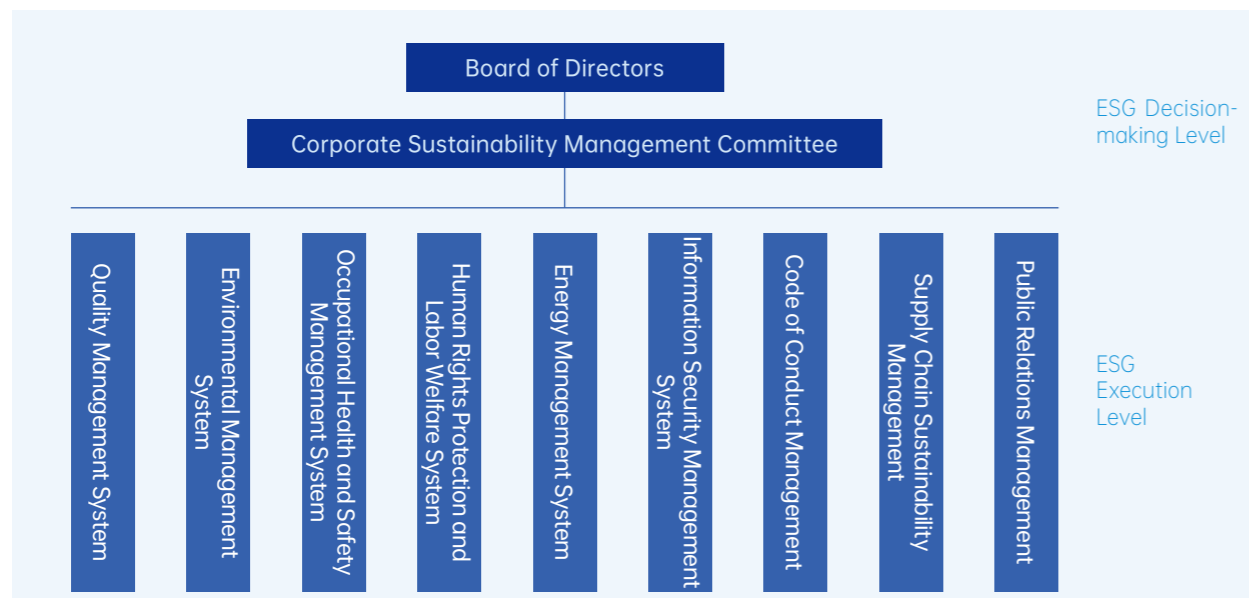 Board of Directors
Corporate Sustainability Management Committee
ESG Decision-
making Level
Quality Management System
Environmental Management
System
Occupational Health and Safety
Management System
Human Rights Protection and
Labor Welfare System
Energy Management System
Information Security Management
System
Code of Conduct Management
Supply Chain Sustainability
Management
Public Relations Management
ESG
Execution
Level